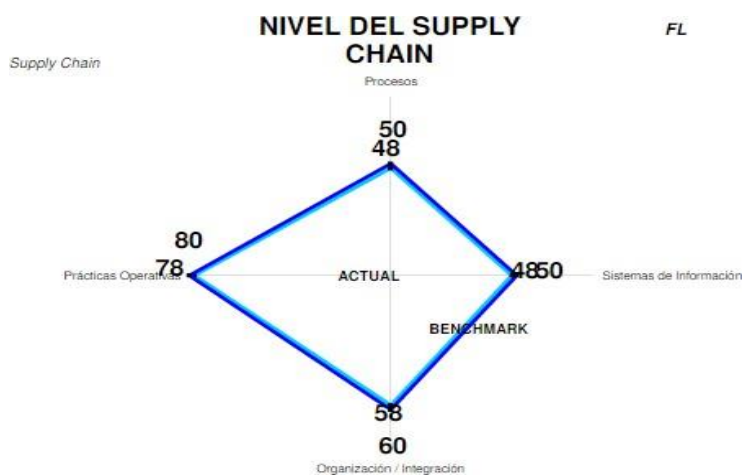 NIVEL DEL SUPPLY
CHAIN
FL
Supply Chain
Procesos
50
48
80
78
Prácticas Operativas
ACTUAL
48
50
Sistemas de Información
BENCHMARK
58
60
Organización / Integración